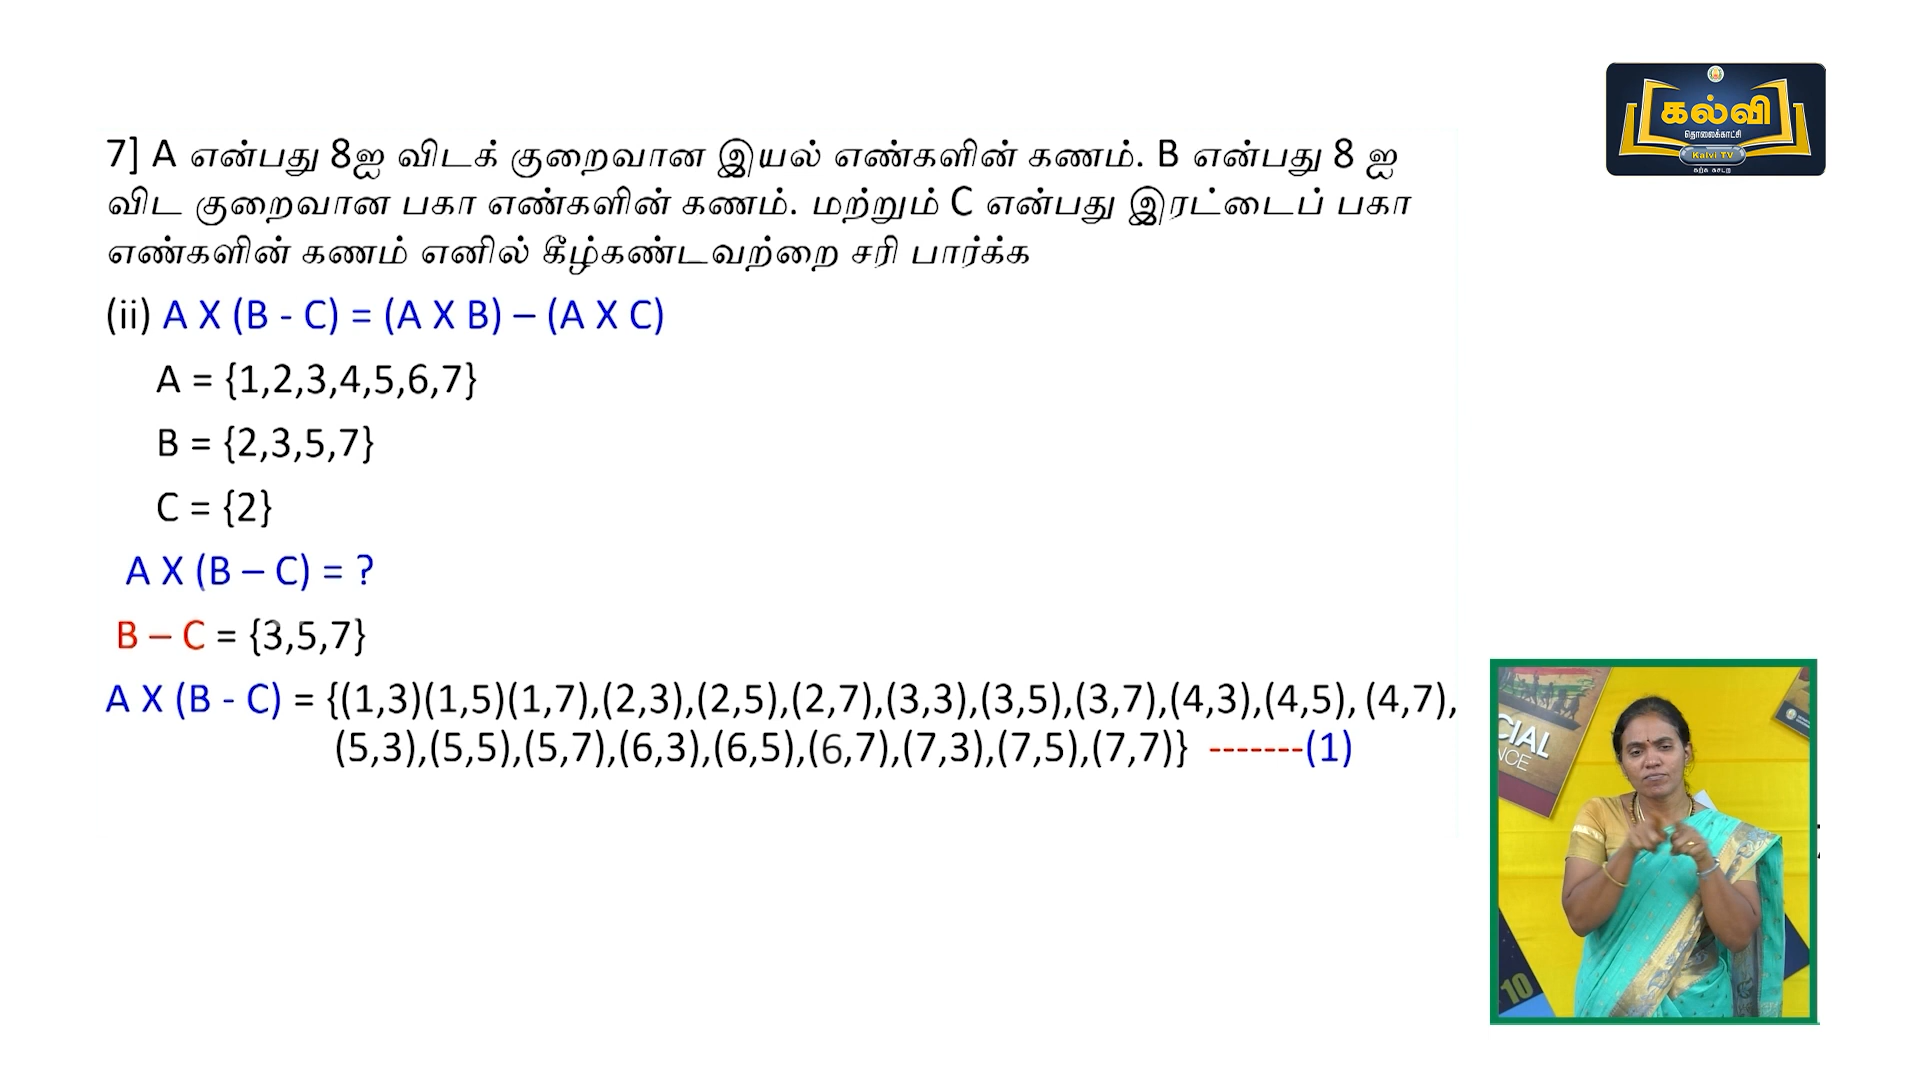 கல்வி
தொலைக்காட்சி
Kalvi TV
கற்க கசடற
7] A என்பது 8ஐ விடக் குறைவான இயல் எண்களின் கணம். B என்பது 8 ஐ
விட குறைவான பகா எண்களின் கணம். மற்றும் C என்பது இரட்டைப் பகா
எண்களின் கணம் எனில் கீழ்கண்டவற்றை சரி பார்க்க
(ii) A X (B - C) = (A X B) – (A X C)
A = {1,2,3,4,5,6,7}
B = {2,3,5,7}
C = {2}
A X (B – C) = ?
B – C = {3,5,7}
A X (B - C) = {(1,3)(1,5)(1,7),(2,3),(2,5),(2,7),(3,3),(3,5),(3,7),(4,3),(4,5), (4,7),
(5,3),(5,5),(5,7),(6,3),(6,5),(6,7),(7,3),(7,5),(7,7)} -------(1)
10